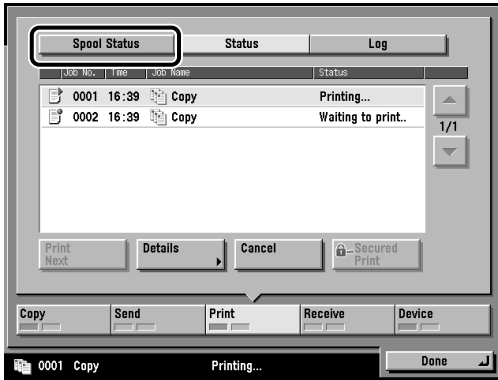 Spool Status Status Log
Job No. Time Job Name Status
0001 16:39 Copy Printing...
0002 16:39 Copy Waiting to print..
1/1
Print Next Details Cancel Secured Print
Copy Send Print Receive Device
0001 Copy Printing... Done